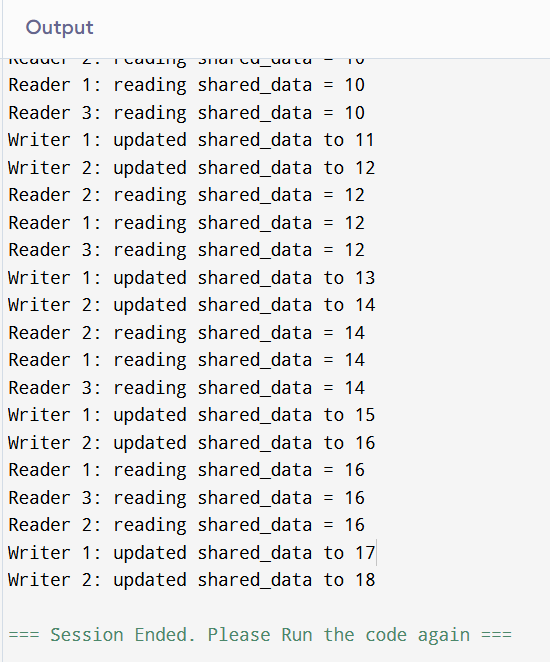 Output
Reader 2: reading shared_data = 10
Reader 1: reading shared_data = 10
Reader 3: reading shared_data = 10
Writer 1: updated shared_data to 11
Writer 2: updated shared_data to 12
Reader 2: reading shared_data = 12
Reader 1: reading shared_data = 12
Reader 3: reading shared_data = 12
Writer 1: updated shared_data to 13
Writer 2: updated shared_data to 14
Reader 2: reading shared_data = 14
Reader 1: reading shared_data = 14
Reader 3: reading shared_data = 14
Writer 1: updated shared_data to 15
Writer 2: updated shared_data to 16
Reader 1: reading shared_data = 16
Reader 3: reading shared_data = 16
Reader 2: reading shared_data = 16
Writer 1: updated shared_data to 17
Writer 2: updated shared_data to 18
=== Session Ended. Please Run the code again ===